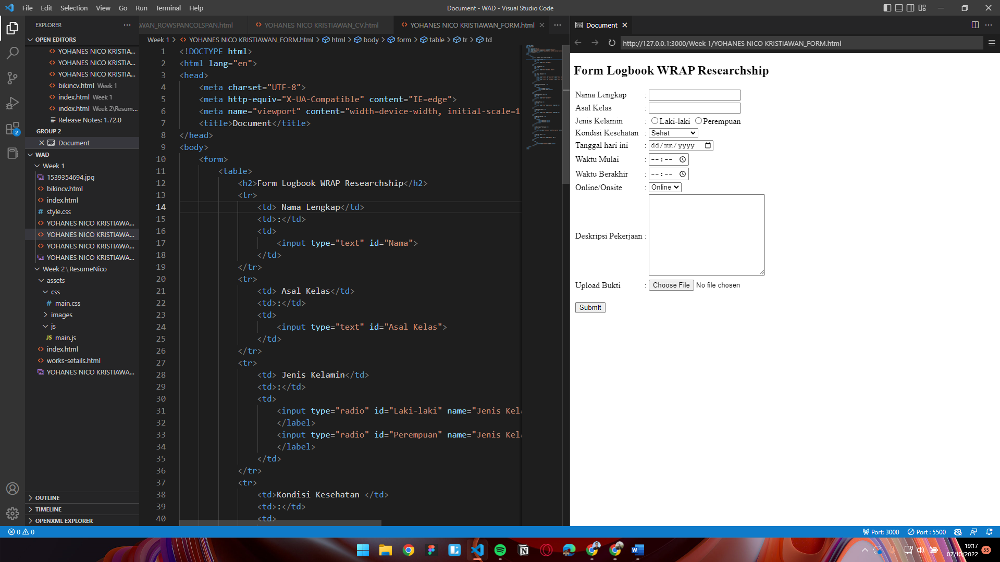 File Edit Selection View Go Run Terminal Help
Document - WAD - Visual Studio Code
EXPLORER
OPEN EDITORS
YOHANES NICO KRISTIA...
YOHANES NICO KRISTIA...
YOHANES NICO KRISTIA...
bikincv.html Week 1
index.html Week 1
index.html Week 2\Resum...
Release Notes: 1.72.0
GROUP 2
Document
WAD
Week 1
1539354694.jpg
bikincv.html
index.html
style.css
YOHANES NICO KRISTIAWA...
YOHANES NICO KRISTIAWA...
YOHANES NICO KRISTIAWA...
YOHANES NICO KRISTIAWA...
Week 2\ResumeNico
assets
css
main.css
images
js
JS main.js
index.html
works-setails.html
YOHANES NICO KRISTIAWA...
OUTLINE
TIMELINE
OPENXML EXPLORER
WAN_ROWSPANCOLSPAN.html
YOHANES NICO KRISTIAWAN_CV.html
YOHANES NICO KRISTIAWAN_FORM.html
Week 1 > YOHANES NICO KRISTIAWAN_FORM.html > html > body > form > table > tr > td
1 <!DOCTYPE html>
2 <html lang="en">
3 <head>
4 <meta charset="UTF-8">
5 <meta http-equiv="X-UA-Compatible" content="IE=edge">
6 <meta name="viewport" content="width=device-width, initial-scale=1
7 <title>Document</title>
8 </head>
9 <body>
10 <form>
11 <table>
12 <h2>Form Logbook WRAP Researchship</h2>
13 <tr>
14 <td> Nama Lengkap</td>
15 <td>:</td>
16 <td>
17 <input type="text" id="Nama">
18 </td>
19 </tr>
20 <tr>
21 <td> Asal Kelas</td>
22 <td>:</td>
23 <td>
24 <input type="text" id="Asal Kelas">
25 </td>
26 </tr>
27 <tr>
28 <td> Jenis Kelamin</td>
29 <td>:</td>
30 <td>
31 <input type="radio" id="Laki-laki" name="Jenis Kela
32 </label>
33 <input type="radio" id="Perempuan" name="Jenis Kela
34 </label>
35 </td>
36 </tr>
37 <tr>
38 <td>Kondisi Kesehatan </td>
39 <td>:</td>
40 <td>
Document
http://127.0.0.1:3000/Week 1/YOHANES NICO KRISTIAWAN_FORM.html
Form Logbook WRAP Researchship
Nama Lengkap :
Asal Kelas :
Jenis Kelamin : Laki-laki Perempuan
Kondisi Kesehatan : Sehat
Tanggal hari ini : dd/mm/yyyy
Waktu Mulai : --:--
Waktu Berakhir : --:--
Online/Onsite : Online
Deskripsi Pekerjaan :
Upload Bukti : Choose File No file chosen
Submit
2
0 0
Port: 3000 Port : 5500
19:17
07/10/2022
55